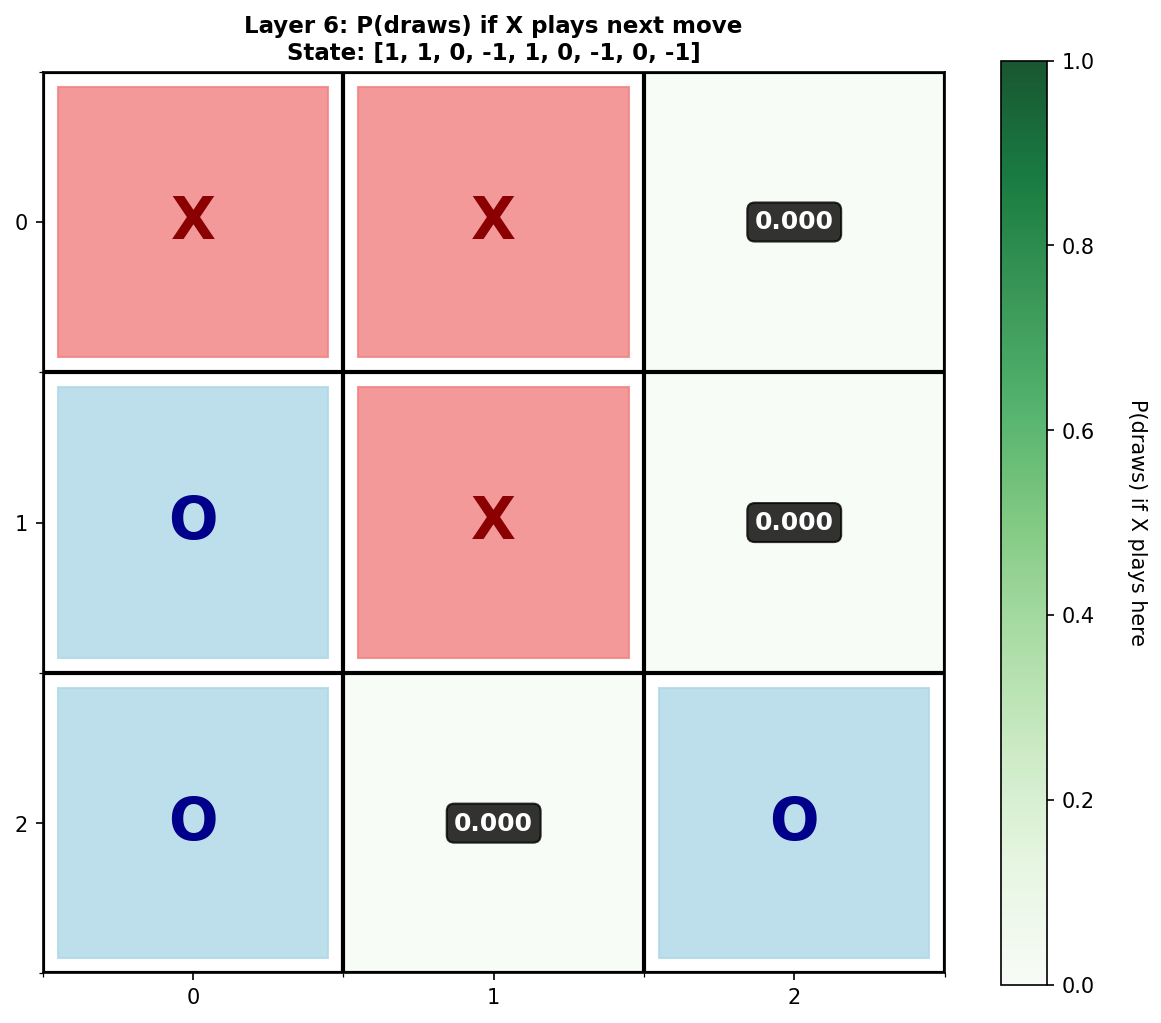 Layer 6: P(draws) if X plays next move
State: [1, 1, 0, -1, 1, 0, -1, 0, -1]
X
X
0.000
O
X
0.000
O
0.000
O
0
1
2
0
1
2
1.0
0.8
0.6
0.4
0.2
0.0
P(draws) if X plays here